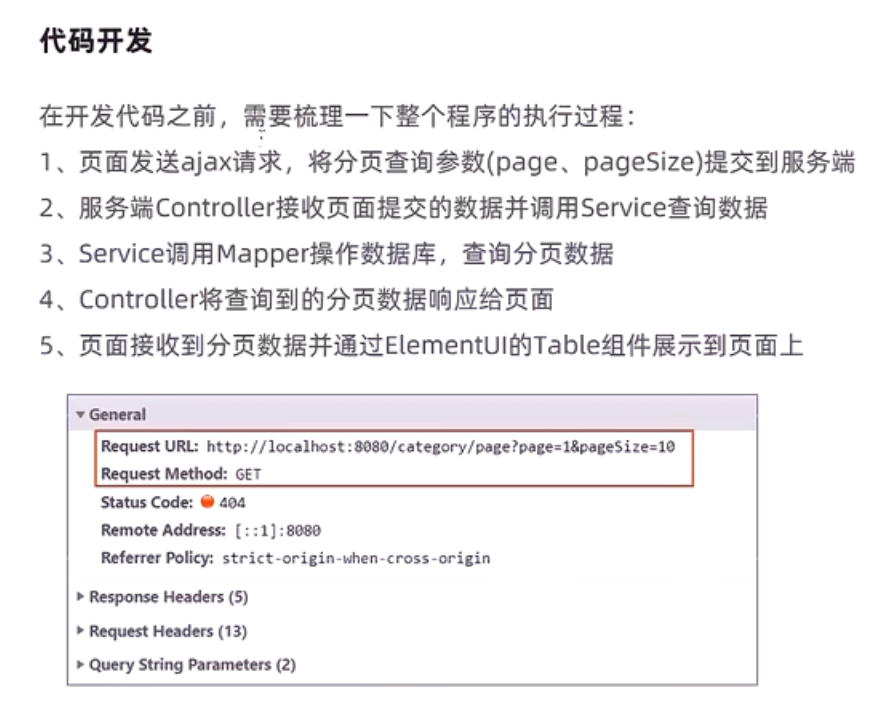 代码开发
在开发代码之前，需要梳理一下整个程序的执行过程：
1、页面发送ajax请求，将分页查询参数(page、pageSize)提交到服务端
2、服务端Controller接收页面提交的数据并调用Service查询数据
3、Service调用Mapper操作数据库，查询分页数据
4、Controller将查询到的分页数据响应给页面
5、页面接收到分页数据并通过ElementUI的Table组件展示到页面上
General
Request URL: http://localhost:8080/category/page?page=1&pageSize=10
Request Method: GET
Status Code: 404
Remote Address: [::1]:8080
Referrer Policy: strict-origin-when-cross-origin
Response Headers (5)
Request Headers (13)
Query String Parameters (2)